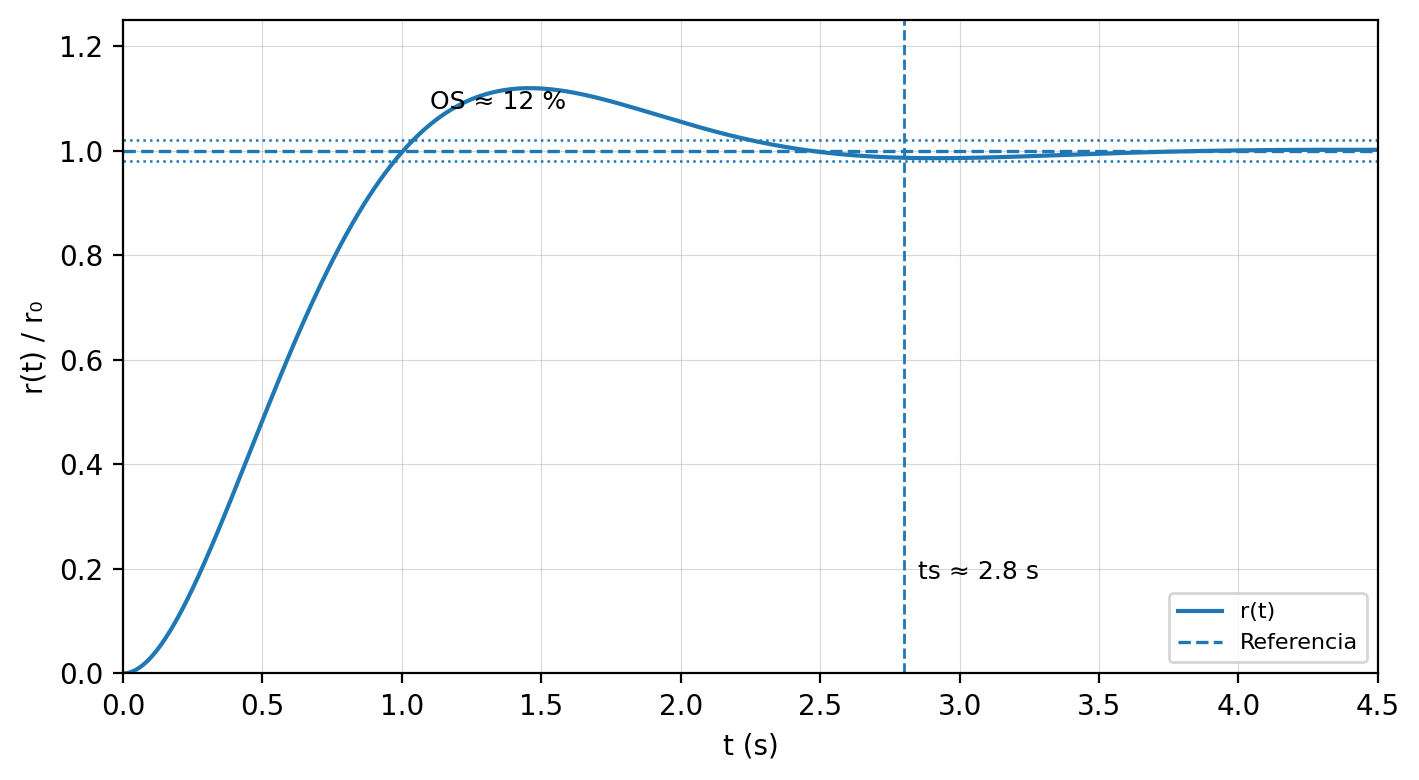 1.2
OS ≈ 12 %
1.0
0.8
0.6
r(t) / r₀
0.4
0.2
ts ≈ 2.8 s
r(t)
Referencia
0.0
0.0 0.5 1.0 1.5 2.0 2.5 3.0 3.5 4.0 4.5
t (s)